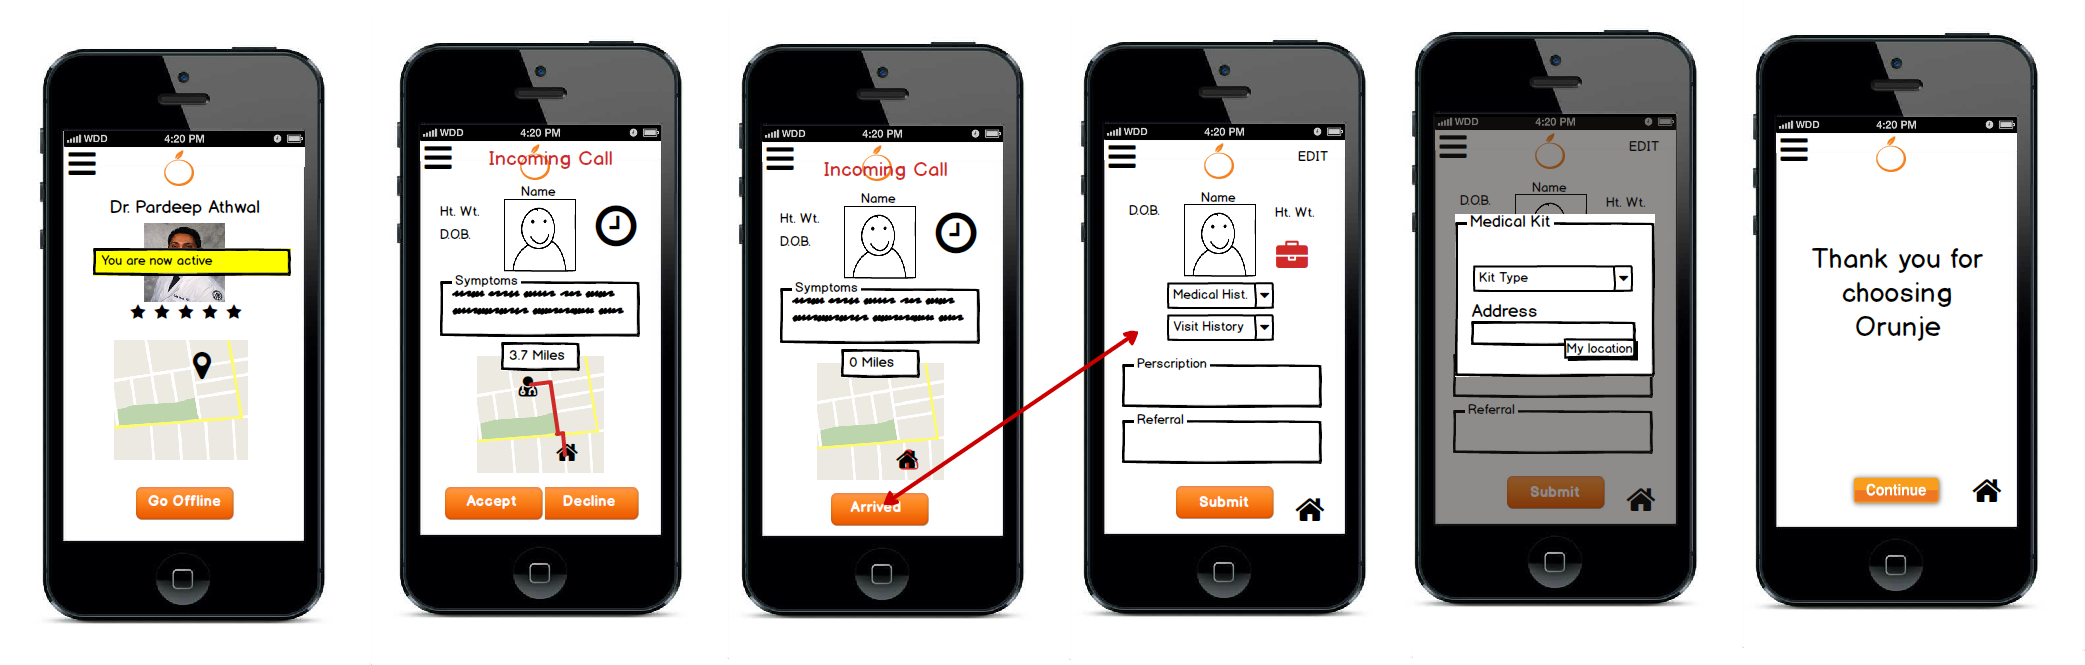 WDD 4:20 PM
Dr. Pardeep Athwal
You are now active
Go Offline
WDD 4:20 PM
Incoming Call
Name
Ht. Wt.
D.O.B.
Symptoms
3.7 Miles
Accept Decline
WDD 4:20 PM
Incoming Call
Name
Ht. Wt.
D.O.B.
Symptoms
0 Miles
Arrived
WDD 4:20 PM
EDIT
Name
D.O.B.
Ht. Wt.
Medical Hist.
Visit History
Perscription
Referral
Submit
WDD 4:20 PM
EDIT
Name
D.O.B.
Ht. Wt.
Medical Kit
Kit Type
Address
My location
Referral
Submit
WDD 4:20 PM
Thank you for
choosing
Orunje
Continue